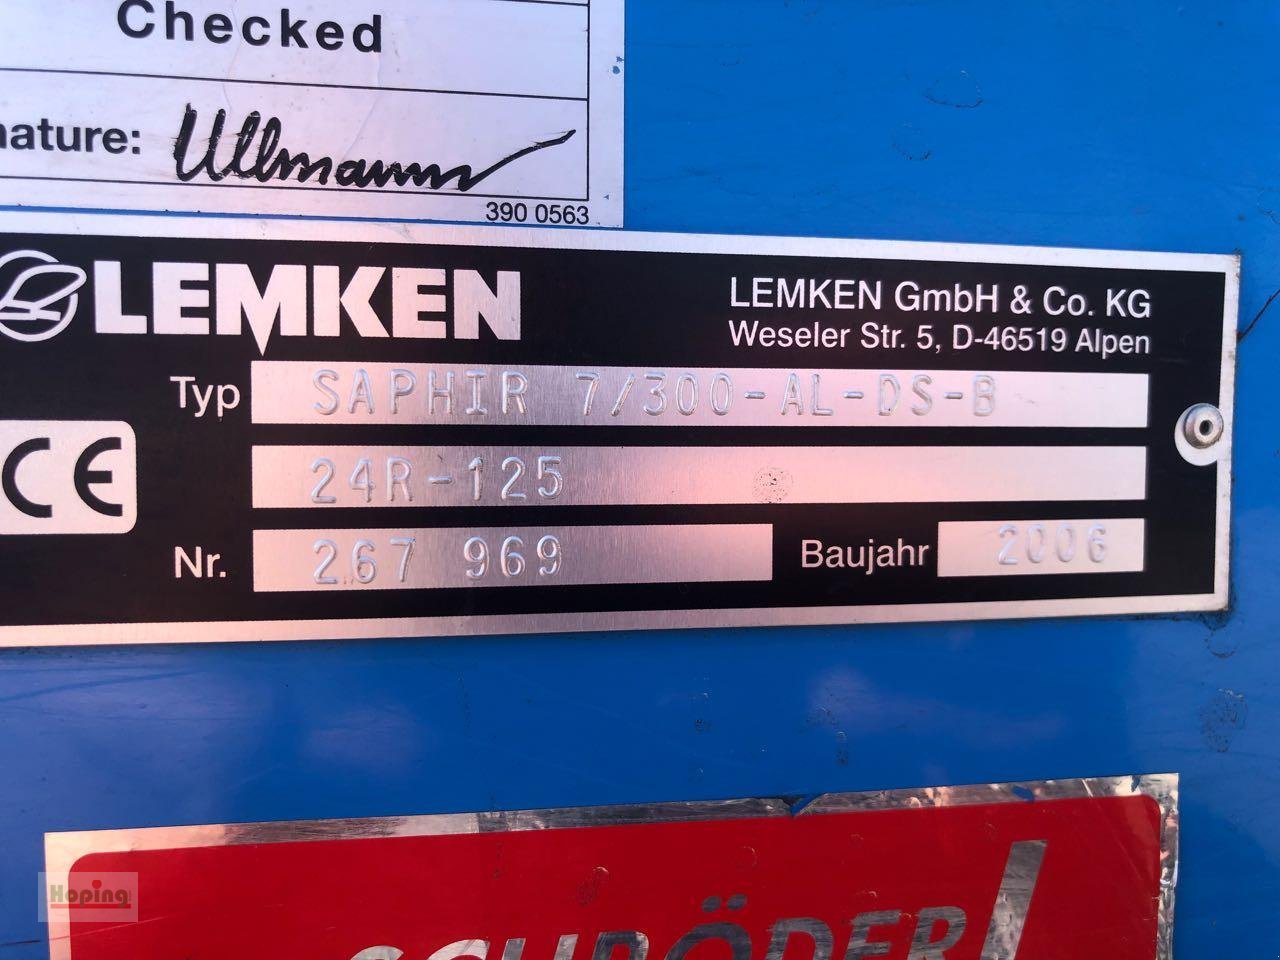 Checked
nature:
Ullmann
390 0563
LEMKEN
LEMKEN GmbH & Co. KG
Weseler Str. 5, D-46519 Alpen
Typ SAPHIR 7/300-AL-DS-B
CE 24R-125
Nr. 267 969 Baujahr 2006
Hoping
SCHRÖDER